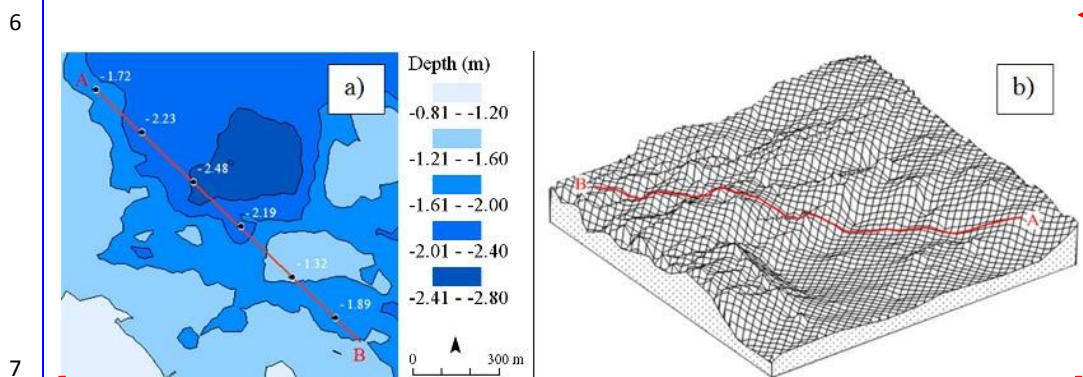 6
a)
A
- 1.72
- 2.23
- 2.48
- 2.19
- 1.32
- 1.89
B
Depth (m)
-0.81 - -1.20
-1.21 - -1.60
-1.61 - -2.00
-2.01 - -2.40
-2.41 - -2.80
0 300 m
b)
B
A
7